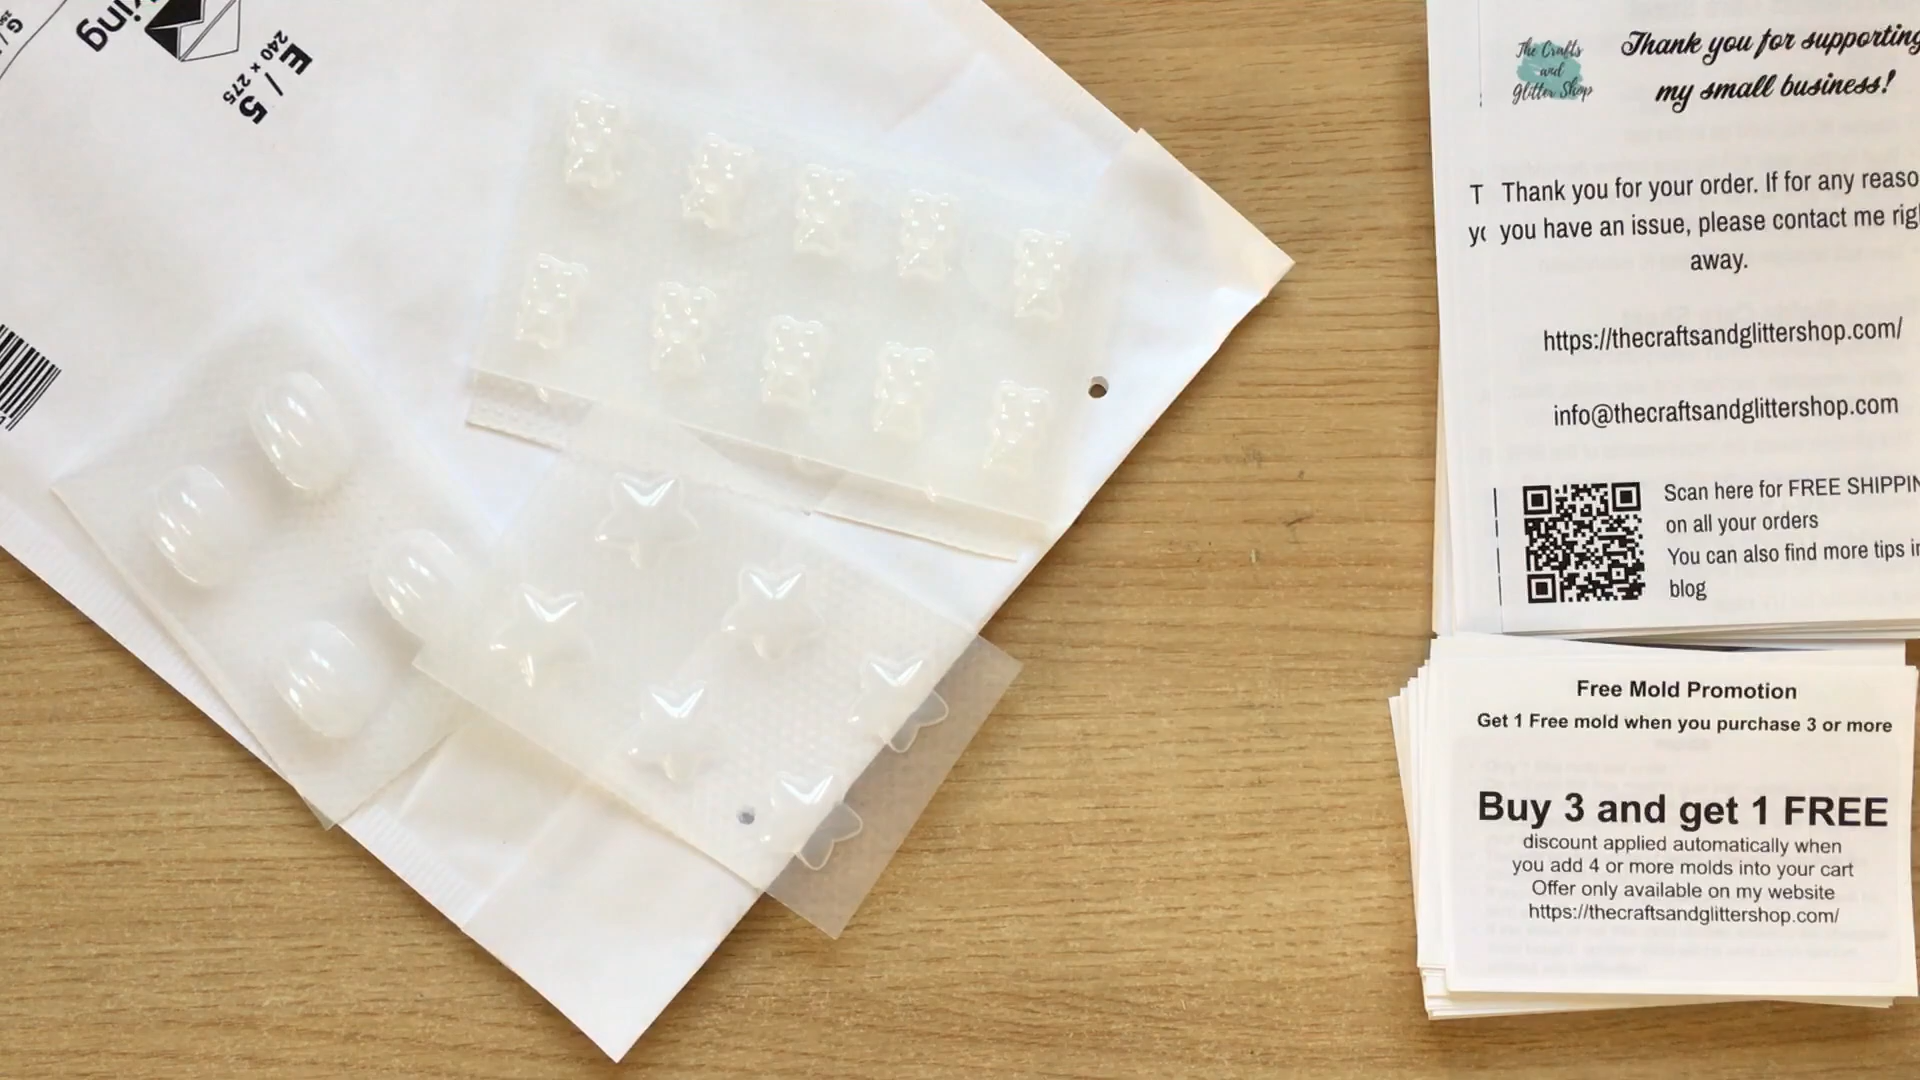 king
E / 5
240 × 275
G /
The Crafts
and
Glitter Shop
Thank you for supporting
my small business!
T Thank you for your order. If for any reaso
yo you have an issue, please contact me rig
away.
https://thecraftsandglittershop.com/
info@thecraftsandglittershop.com
Scan here for FREE SHIPPIN
on all your orders
You can also find more tips in
blog
Free Mold Promotion
Get 1 Free mold when you purchase 3 or more
Buy 3 and get 1 FREE
discount applied automatically when
you add 4 or more molds into your cart
Offer only available on my website
https://thecraftsandglittershop.com/